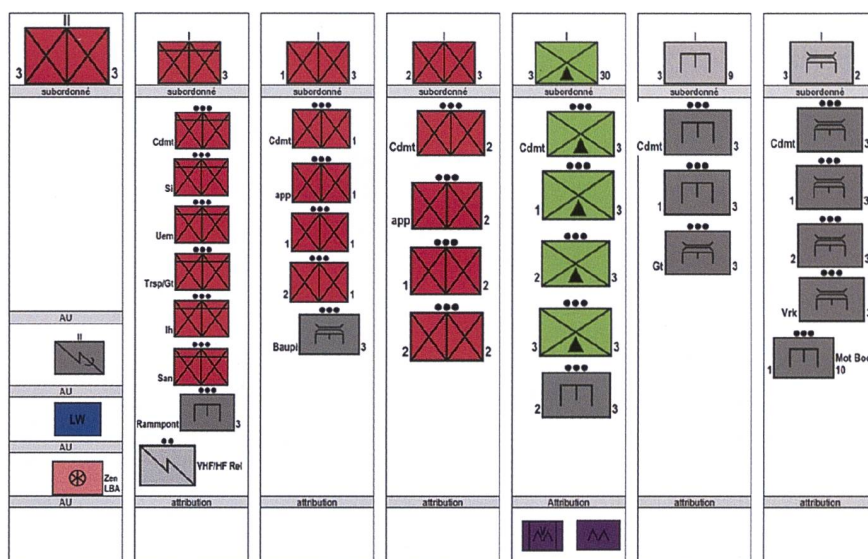 II
3 3
subordonné
AU
II
AU
LW
AU
Zen
LBA
AU
I
3
subordonné
Cdmt
Si
Uem
Trsp/Gt
Ih
San
Rammpont 3
VHF/HF Rel
attribution
I
1 3
subordonné
Cdmt 1
app 1
1 1
2 1
Baupi 3
attribution
I
2 3
subordonné
Cdmt 2
app 2
1 2
2 2
attribution
I
3 30
subordonné
Cdmt 3
1 3
2 3
3 3
2 3
Attribution
I
3 9
subordonné
Cdmt 3
1 3
Gt 3
attribution
I
3 2
subordonné
Cdmt 3
1 3
2 3
Vrk
Mot Boo
1 10
attribution